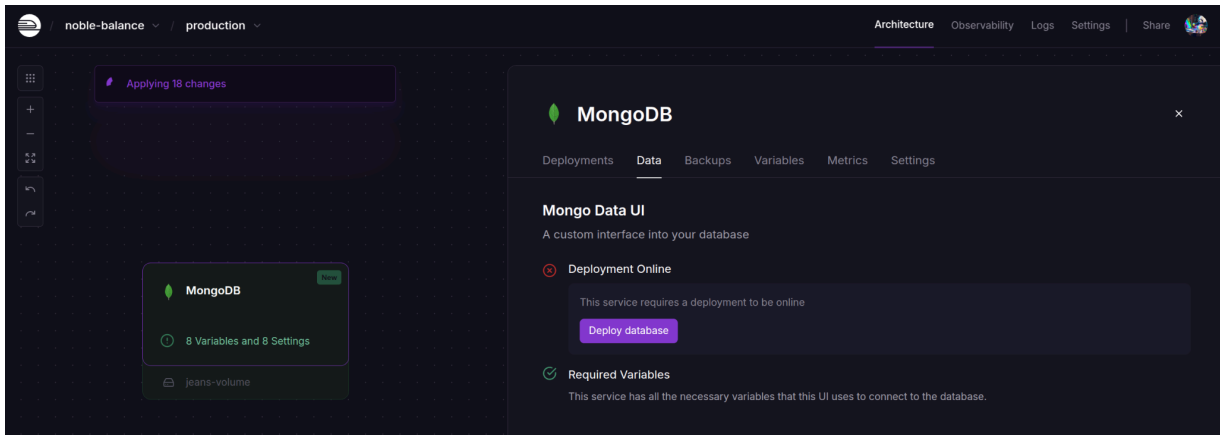 / noble-balance / production
Architecture Observability Logs Settings | Share
Applying 18 changes
MongoDB
New
8 Variables and 8 Settings
jeans-volume
MongoDB
Deployments Data Backups Variables Metrics Settings
Mongo Data UI
A custom interface into your database
Deployment Online
This service requires a deployment to be online
Deploy database
Required Variables
This service has all the necessary variables that this UI uses to connect to the database.